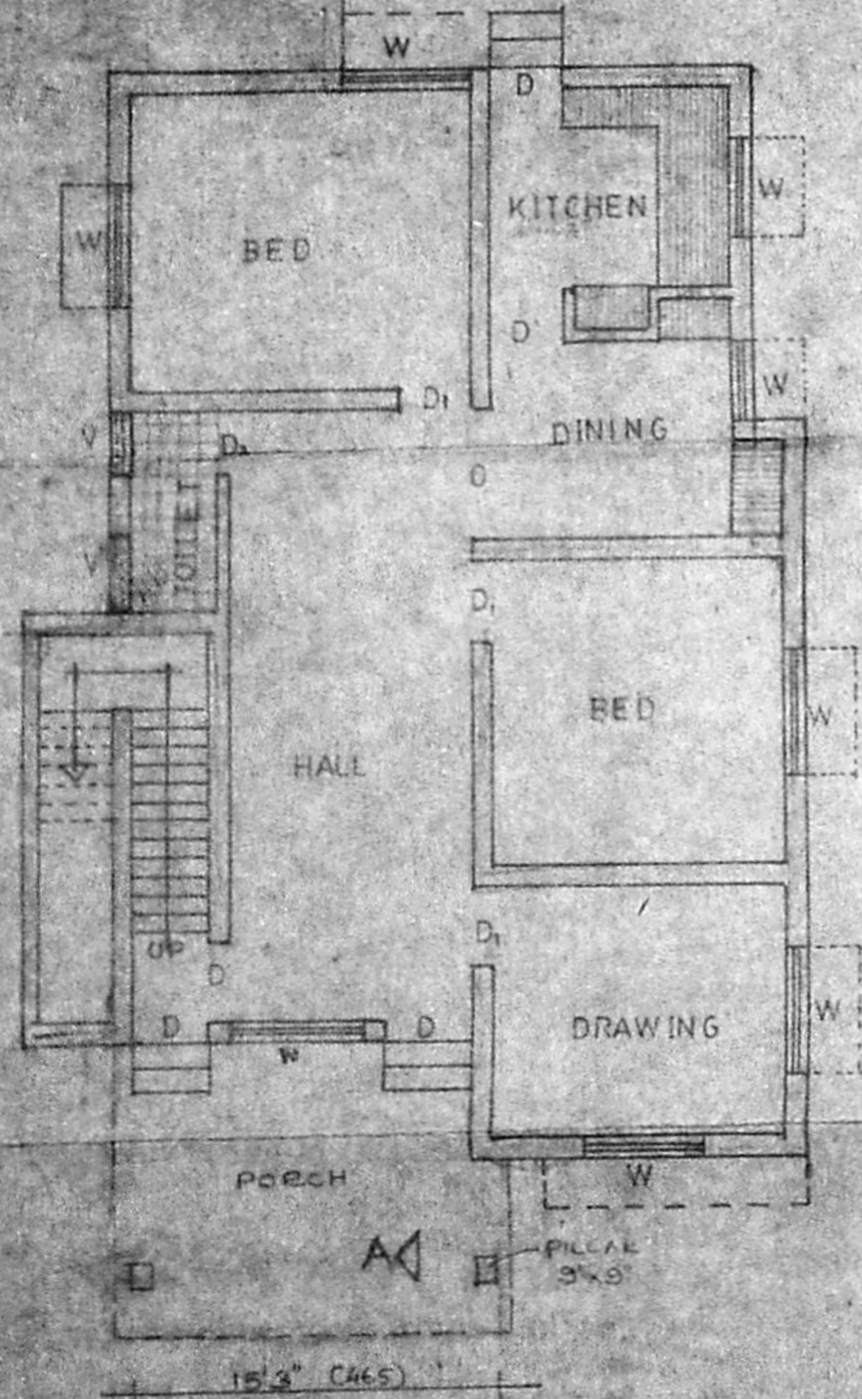 W
D
KITCHEN
W
W
BED
D
W
D1
V
D2
DINING
O
TOILET
V
D1
BED
W
HALL
D1
UP
D
W
D
D
DRAWING
W
W
PORCH
A
PILLAR
9"x9"
15'3" (465)